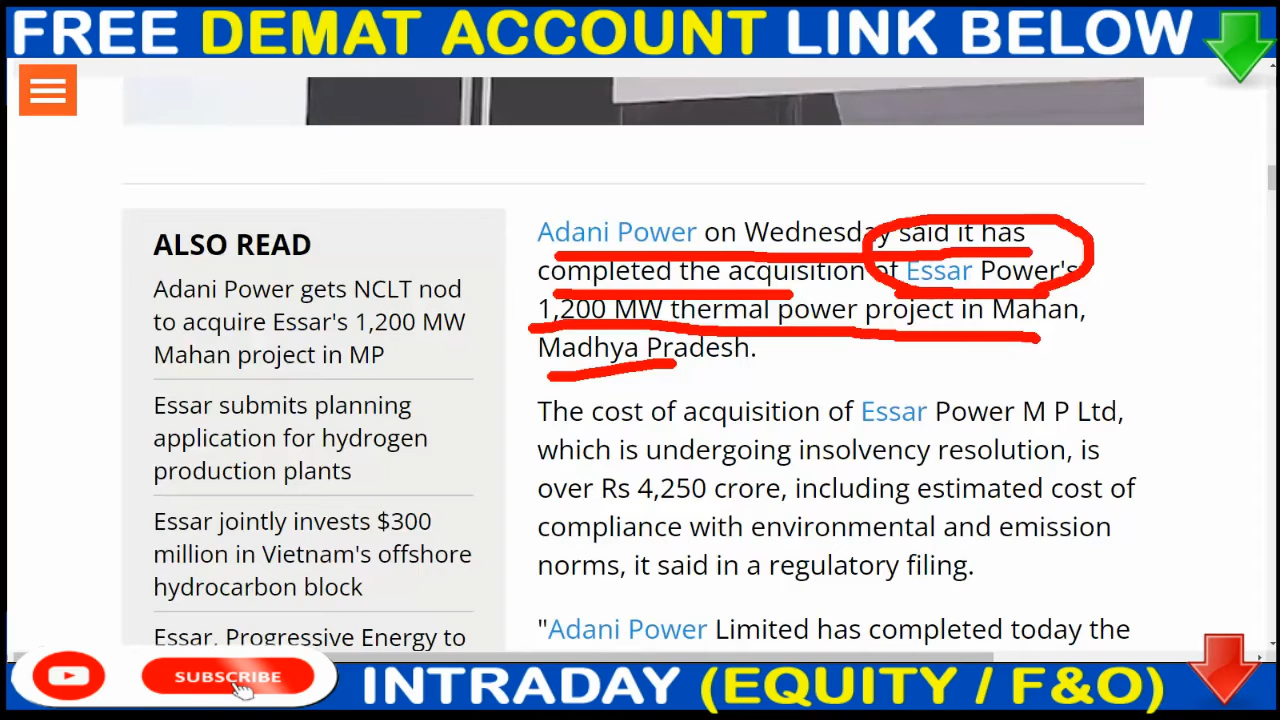 FREE DEMAT ACCOUNT LINK BELOW
ALSO READ
Adani Power gets NCLT nod
to acquire Essar's 1,200 MW
Mahan project in MP
Essar submits planning
application for hydrogen
production plants
Essar jointly invests $300
million in Vietnam's offshore
hydrocarbon block
Essar, Progressive Energy to
Adani Power on Wednesday said it has
completed the acquisition of Essar Power's
1,200 MW thermal power project in Mahan,
Madhya Pradesh.
The cost of acquisition of Essar Power M P Ltd,
which is undergoing insolvency resolution, is
over Rs 4,250 crore, including estimated cost of
compliance with environmental and emission
norms, it said in a regulatory filing.
"Adani Power Limited has completed today the
SUBSCRIBE
INTRADAY (EQUITY / F&O)